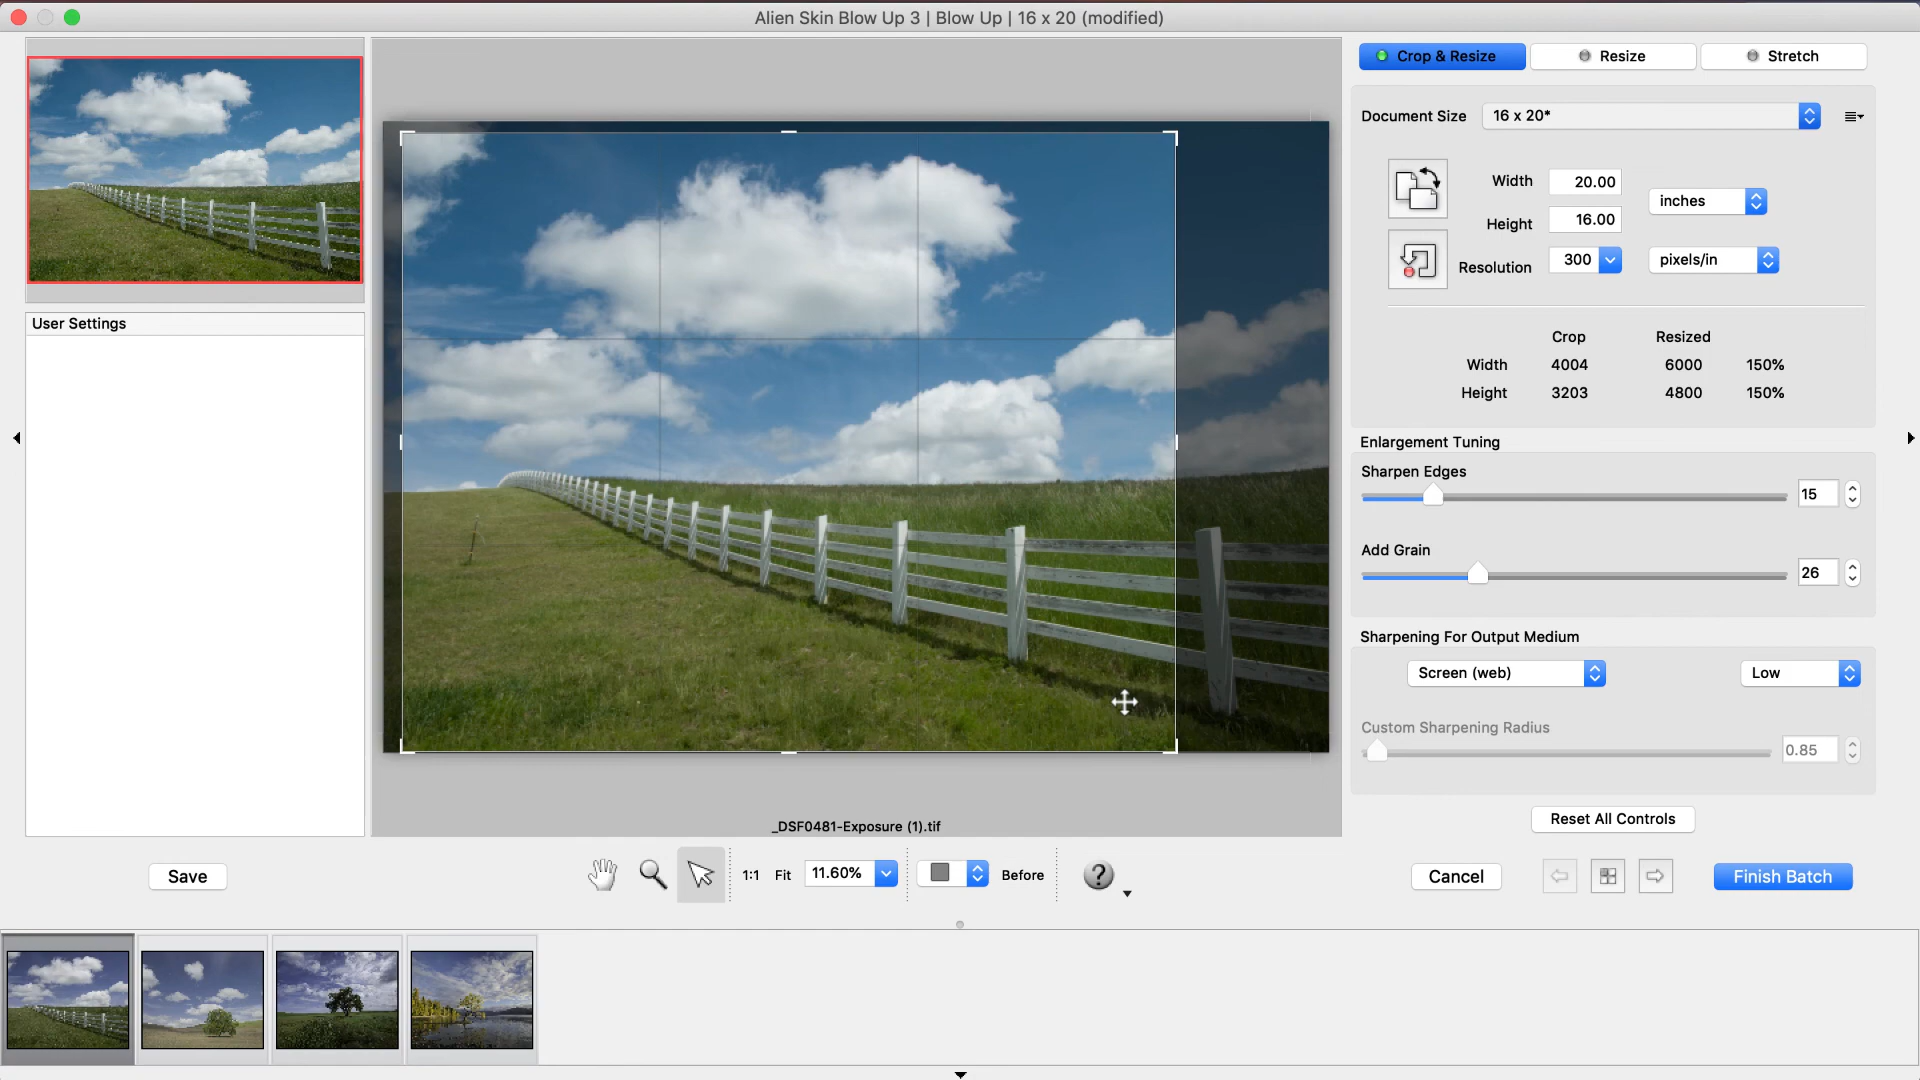 Alien Skin Blow Up 3 | Blow Up | 16 x 20 (modified)
Crop & Resize
Resize
Stretch
Document Size
16 x 20*
Width
20.00
inches
Height
16.00
Resolution
300
pixels/in
Crop
Resized
Width
4004
6000
150%
Height
3203
4800
150%
User Settings
Enlargement Tuning
Sharpen Edges
15
Add Grain
26
Sharpening For Output Medium
Screen (web)
Low
Custom Sharpening Radius
0.85
Reset All Controls
_DSF0481-Exposure (1).tif
Save
1:1
Fit
11.60%
Before
?
Cancel
Finish Batch